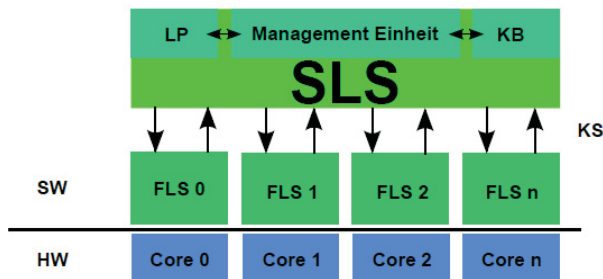 LP Management Einheit KB
SLS
KS
SW FLS 0 FLS 1 FLS 2 FLS n
HW Core 0 Core 1 Core 2 Core n